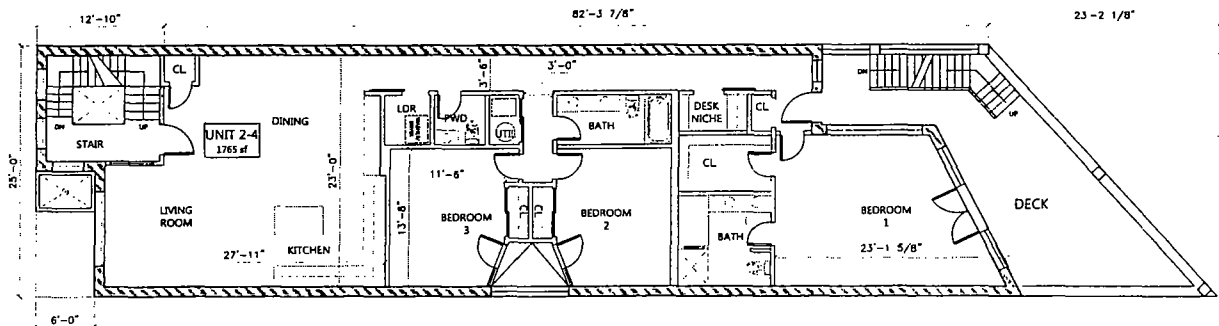 12'-10"
82'-3 7/8"
23-2 1/8"
CL
3'-6"
3'-0"
DN
DINING
LDR
PWD
UTIL
BATH
DESK
NICHE
CL
UP
DN
UP
STAIR
UNIT 2-4
1765 sf
25'-0"
23'-0"
CL
11'-6"
LIVING
ROOM
BEDROOM
3
CL
CL
BEDROOM
2
BEDROOM
1
DECK
13'-8"
KITCHEN
BATH
27'-11"
23'-1 5/8"
6'-0"